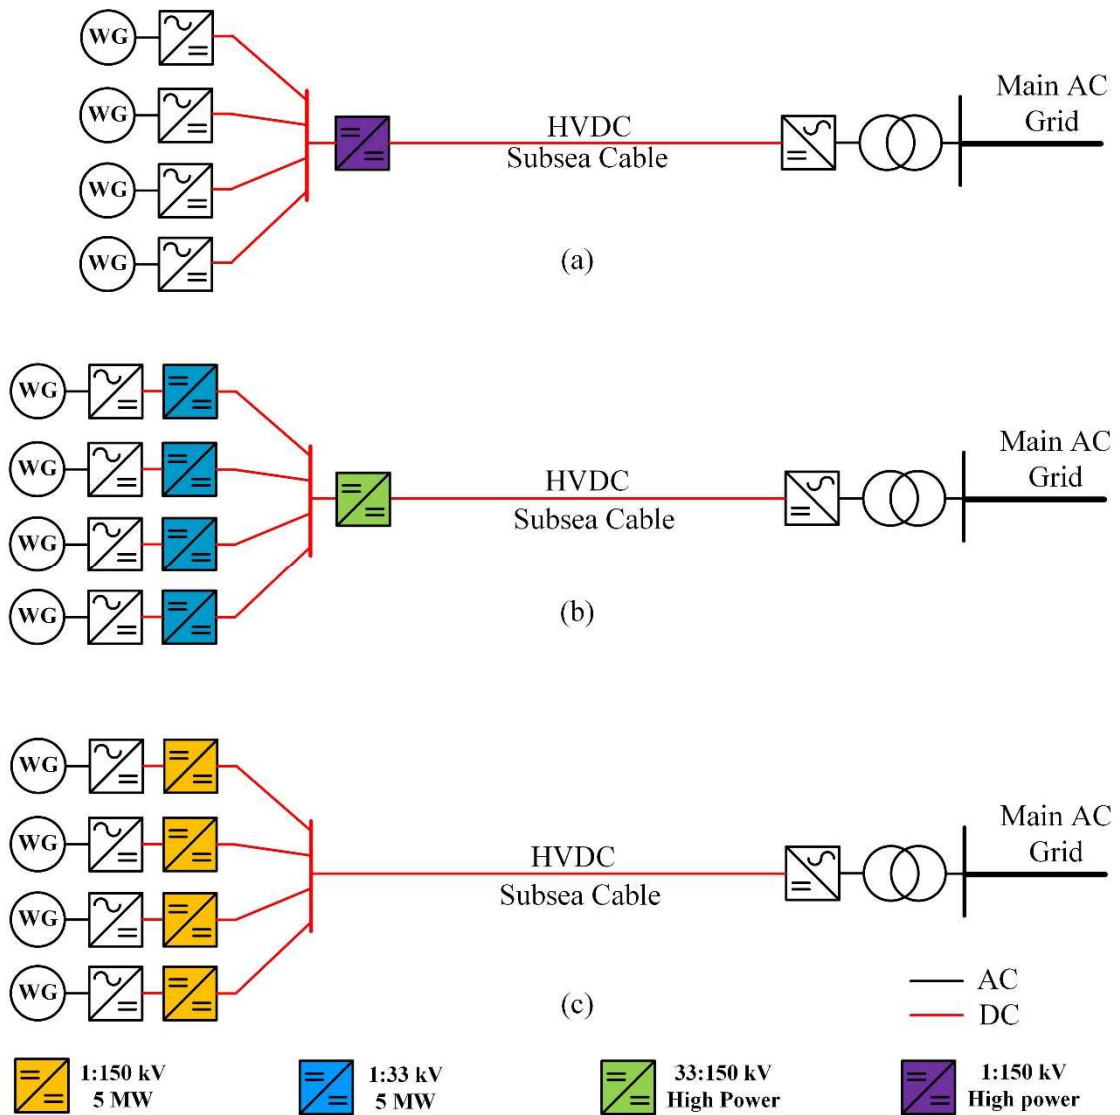 WG
WG
WG
WG
HVDC
Subsea Cable
Main AC
Grid
(a)
WG
WG
WG
WG
HVDC
Subsea Cable
Main AC
Grid
(b)
WG
WG
WG
WG
HVDC
Subsea Cable
Main AC
Grid
(c)
AC
DC
1:150 kV
5 MW
1:33 kV
5 MW
33:150 kV
High Power
1:150 kV
High power